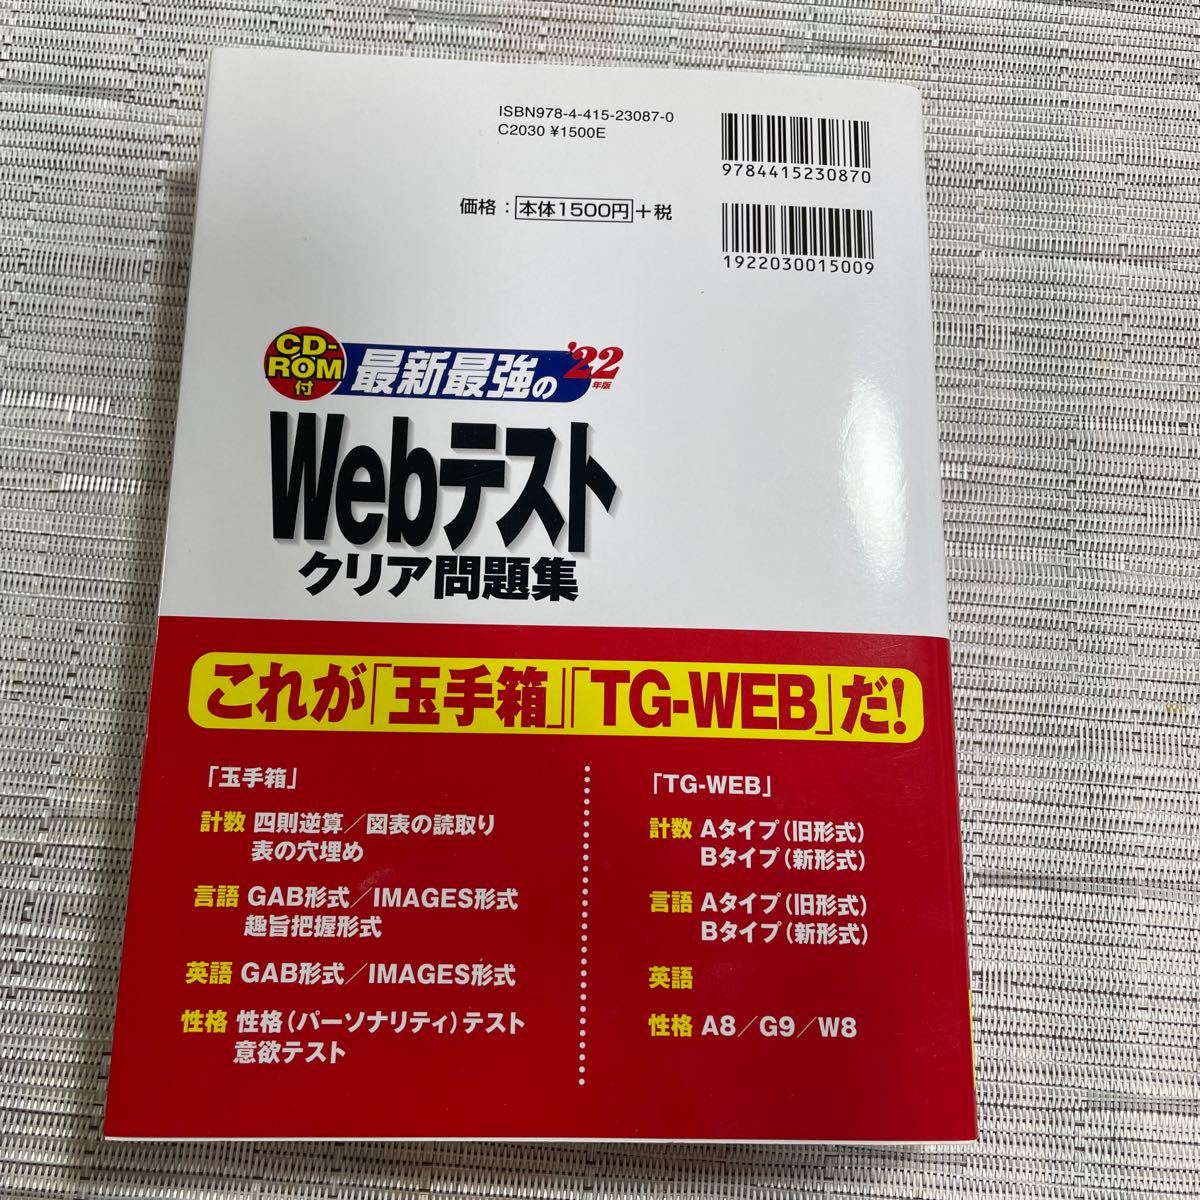 ISBN978-4-415-23087-0
C2030 ¥1500E
9784415230870
価格：本体1500円+税
1922030015009
CD-
ROM
付
最新最強の
'22
年版
Webテスト
クリア問題集
これが「玉手箱」「TG-WEB」だ!
「玉手箱」
計数 四則逆算／図表の読取り
表の穴埋め
言語 GAB形式／IMAGES形式
趣旨把握形式
英語 GAB形式／IMAGES形式
性格 性格（パーソナリティ）テスト
意欲テスト
「TG-WEB」
計数 Aタイプ（旧形式）
Bタイプ（新形式）
言語 Aタイプ（旧形式）
Bタイプ（新形式）
英語
性格 A8／G9／W8